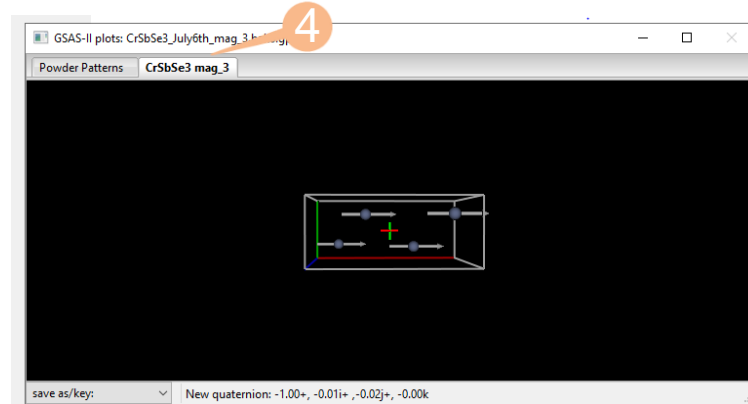 GSAS-II plots: CrSbSe3_July6th_mag_3
4
Powder Patterns CrSbSe3 mag_3
save as/key: New quaternion: -1.00+, -0.01i+ ,-0.02j+, -0.00k